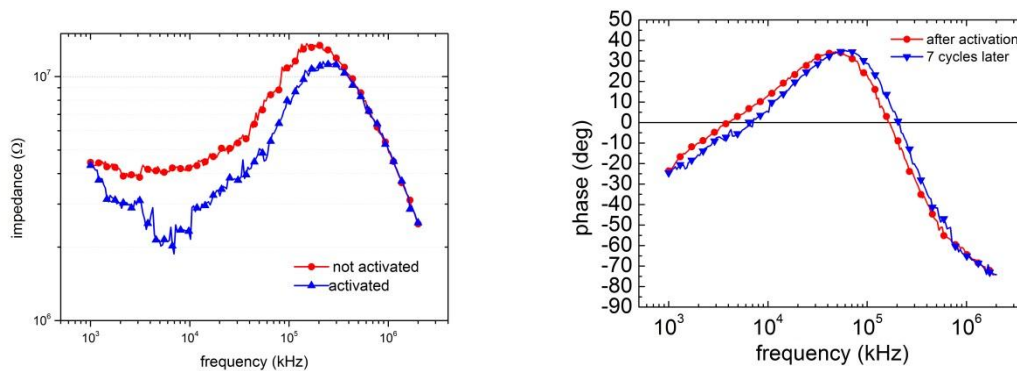 impedance (Ω)
10⁷
10⁶
not activated
activated
10³ 10⁴ 10⁵ 10⁶
frequency (kHz)
phase (deg)
50
40
30
20
10
0
-10
-20
-30
-40
-50
-60
-70
-80
-90
after activation
7 cycles later
10³ 10⁴ 10⁵ 10⁶
frequency (kHz)